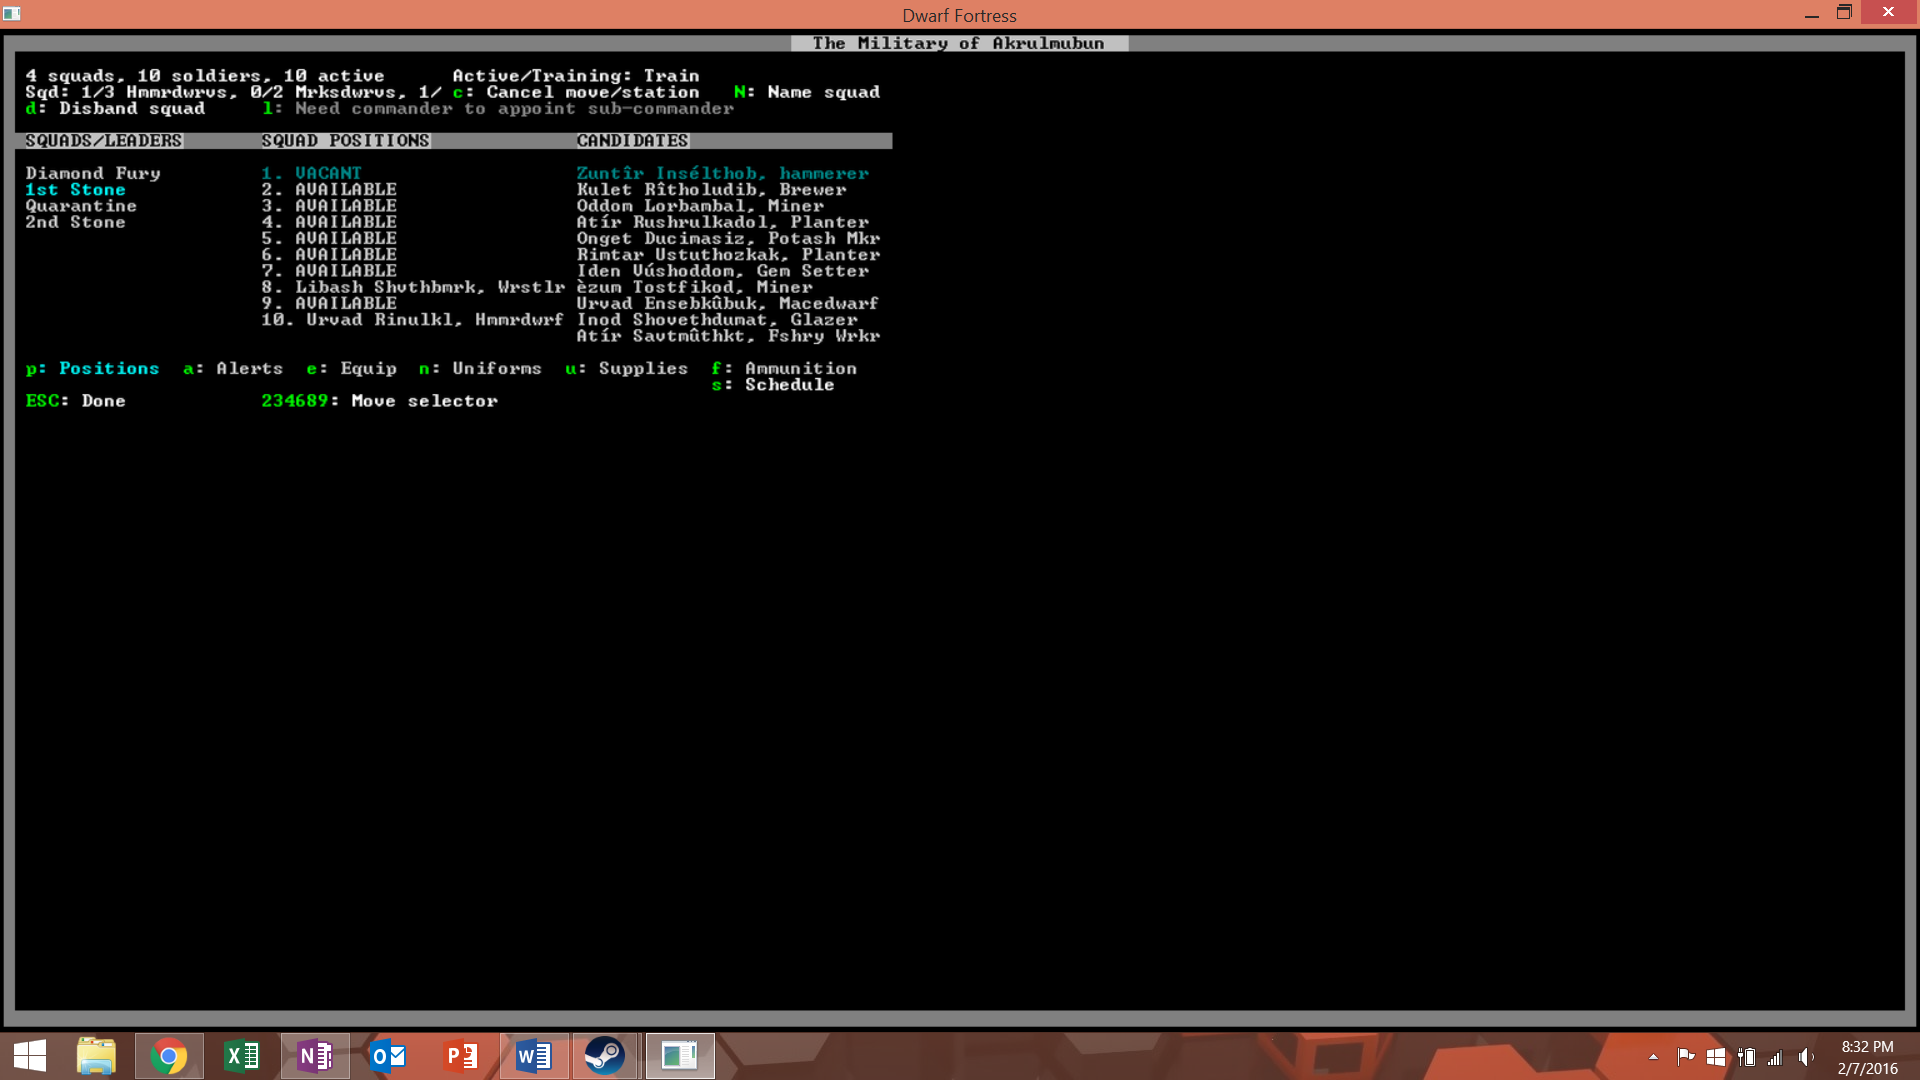 Dwarf Fortress
The Military of Akrulmubun
4 squads, 10 soldiers, 10 active Active/Training: Train
Sqd: 1/3 Hmmrdwrvs, 0/2 Mrksdwrvs, 1/ c: Cancel move/station N: Name squad
d: Disband squad l: Need commander to appoint sub-commander
SQUADS/LEADERS SQUAD POSITIONS CANDIDATES
Diamond Fury 1. VACANT Zuntîr Insélthob, hammerer
1st Stone 2. AVAILABLE Kulet Rîtholudib, Brewer
Quarantine 3. AVAILABLE Oddom Lorbambal, Miner
2nd Stone 4. AVAILABLE Atír Rushrulkadol, Planter
5. AVAILABLE Onget Ducimasiz, Potash Mkr
6. AVAILABLE Rimtar Ustuthozkak, Planter
7. AVAILABLE Iden Vúshoddom, Gem Setter
8. Libash Shvthbmrk, Wrstlr èzum Tostfikod, Miner
9. AVAILABLE Urvad Ensebkûbuk, Macedwarf
10. Urvad Rinulkl, Hmmrdwrf Inod Shovethdumat, Glazer
Atír Savtmûthkt, Fshry Wrkr
p: Positions a: Alerts e: Equip n: Uniforms u: Supplies f: Ammunition
s: Schedule
ESC: Done 234689: Move selector
8:32 PM
2/7/2016